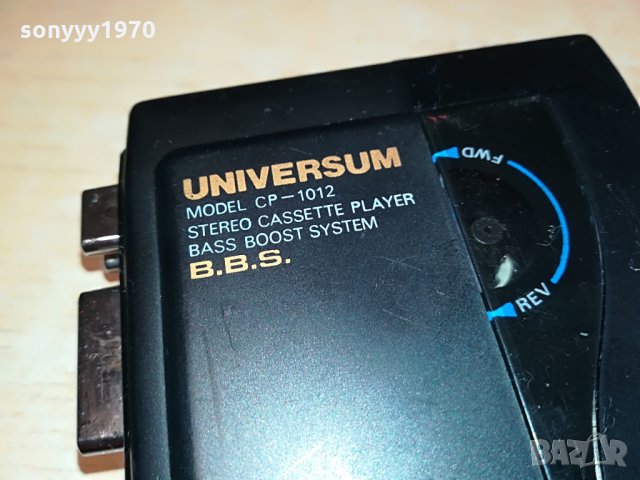 sonyyy1970
UNIVERSUM
MODEL CP-1012
STEREO CASSETTE PLAYER
BASS BOOST SYSTEM
B.B.S.
FWD
REV
BAZAR